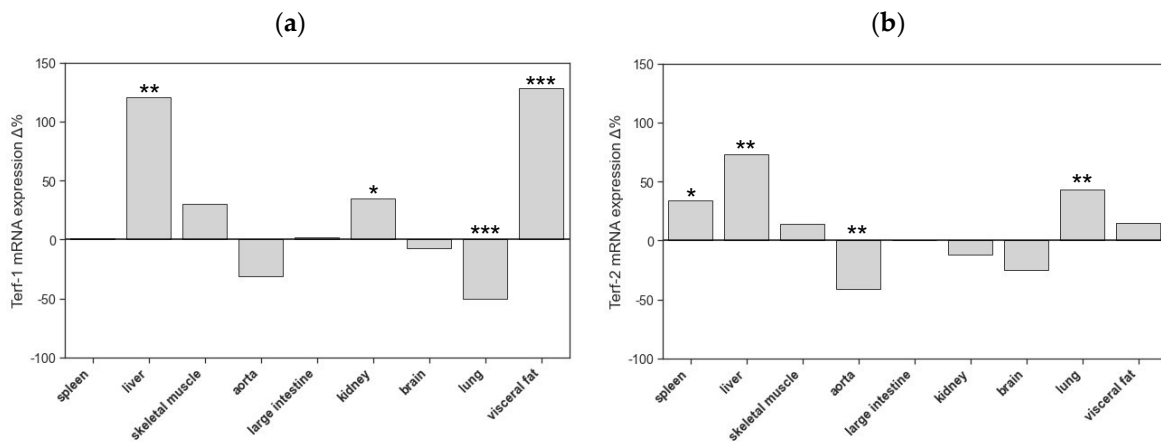 (a)
Terf-1 mRNA expression Δ%
150
100
50
0
-50
-100
**
*
***
***
spleen
liver
skeletal muscle
aorta
large intestine
kidney
brain
lung
visceral fat
(b)
Terf-2 mRNA expression Δ%
150
100
50
0
-50
-100
*
**
**
**
spleen
liver
skeletal muscle
aorta
large intestine
kidney
brain
lung
visceral fat